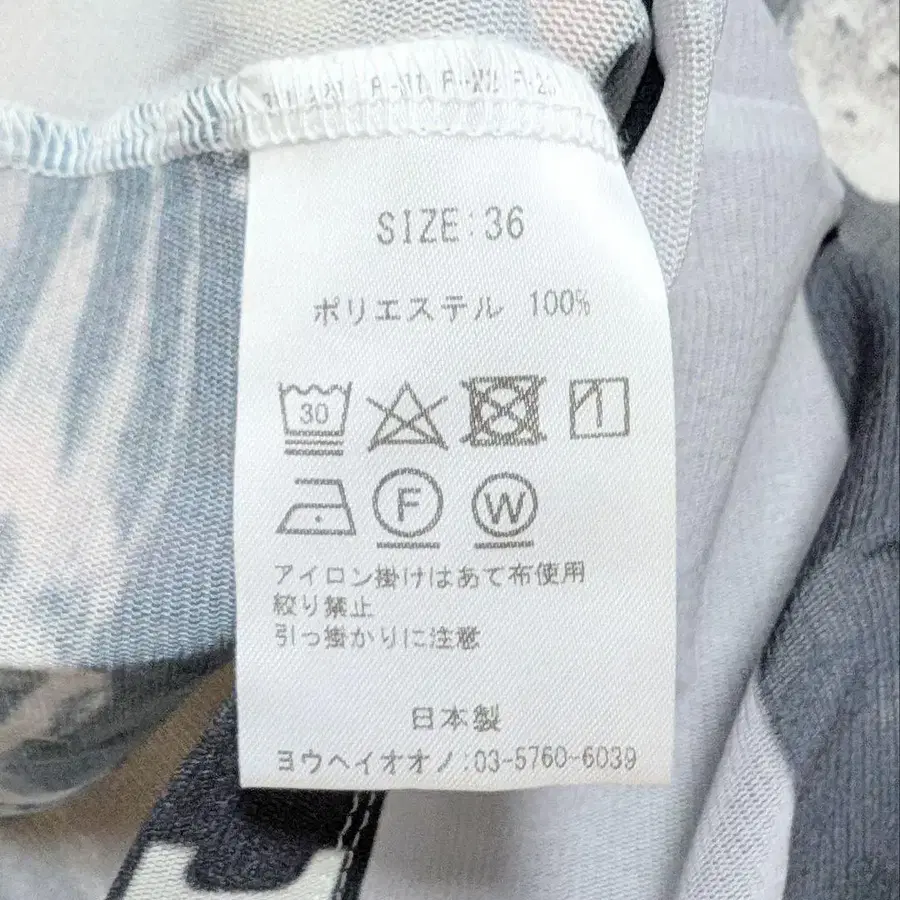 SIZE:36
ポリエステル 100%
30
F W
アイロン掛けはあて布使用
絞り禁止
引っ掛かりに注意
日本製
ヨウヘイオオノ:03-5760-6039